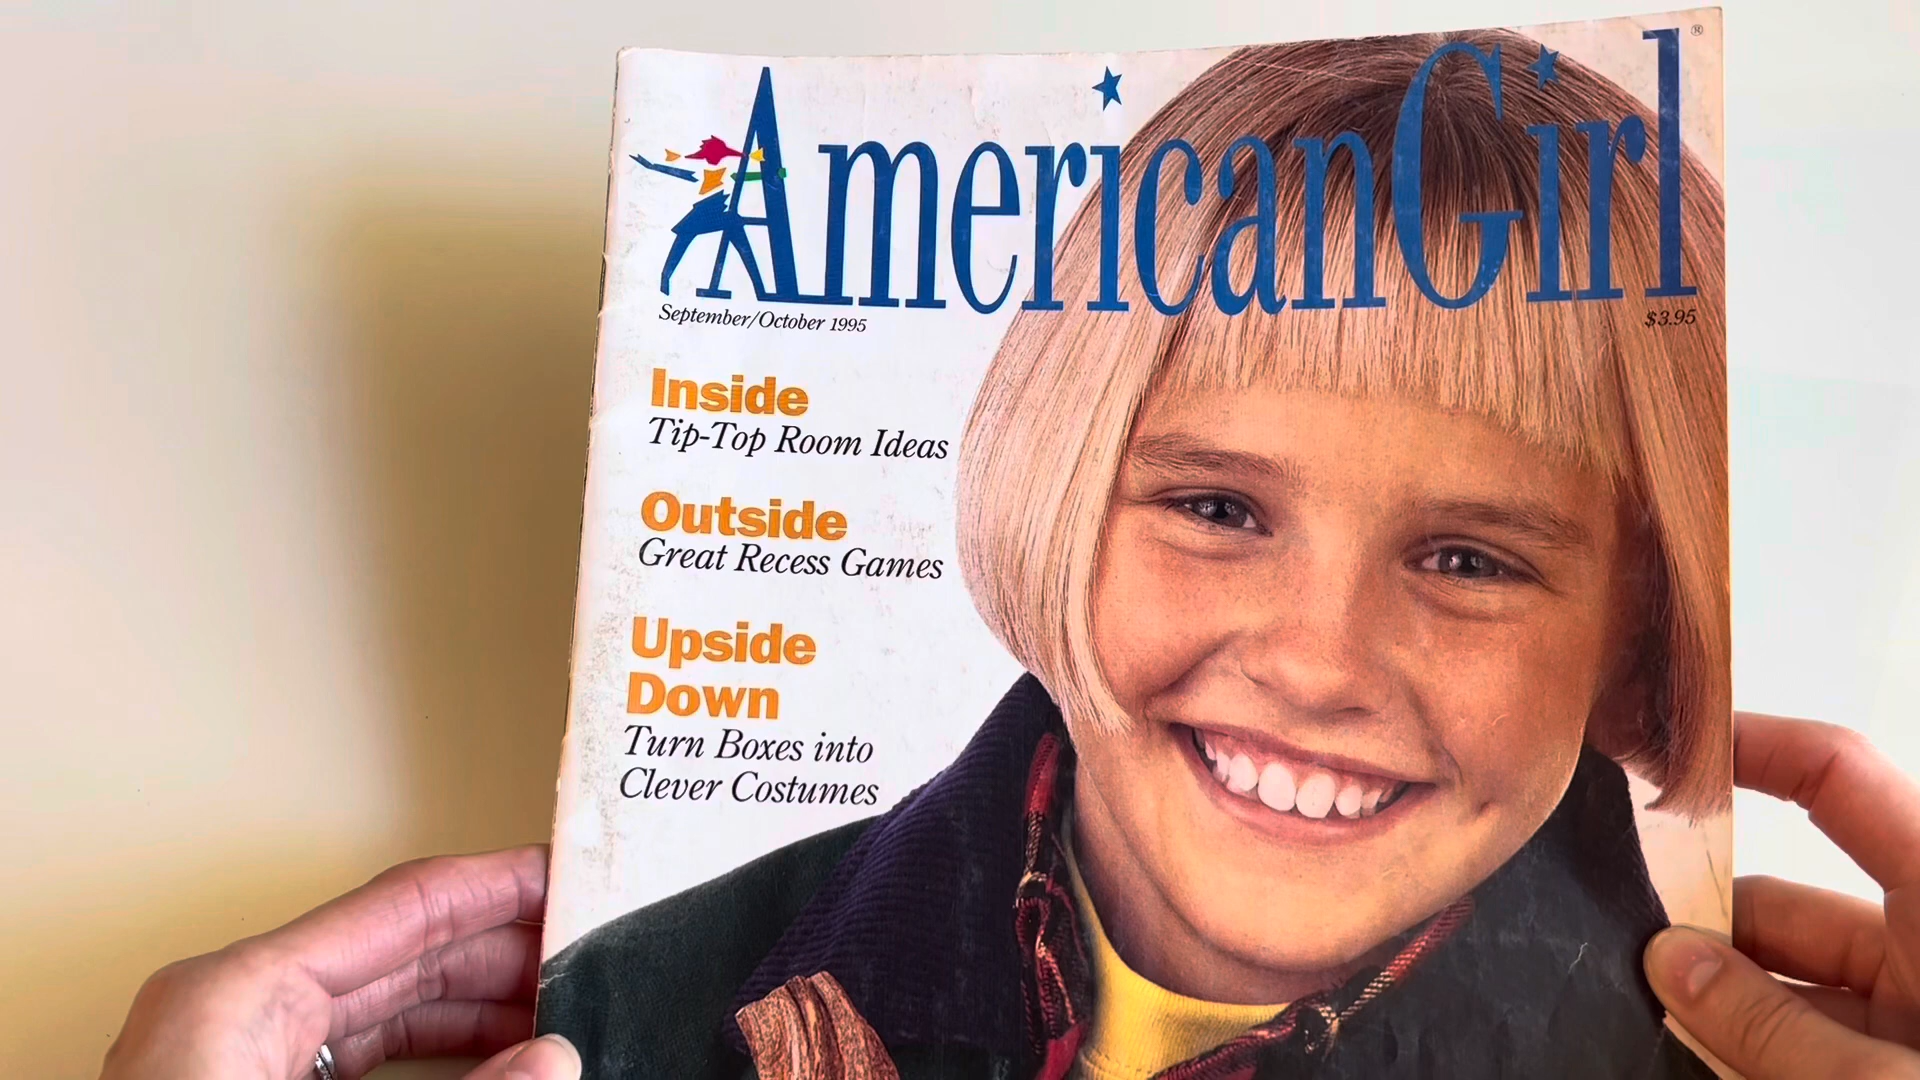 AmericanGirl®
September/October 1995
$3.95
Inside
Tip-Top Room Ideas
Outside
Great Recess Games
Upside
Down
Turn Boxes into
Clever Costumes